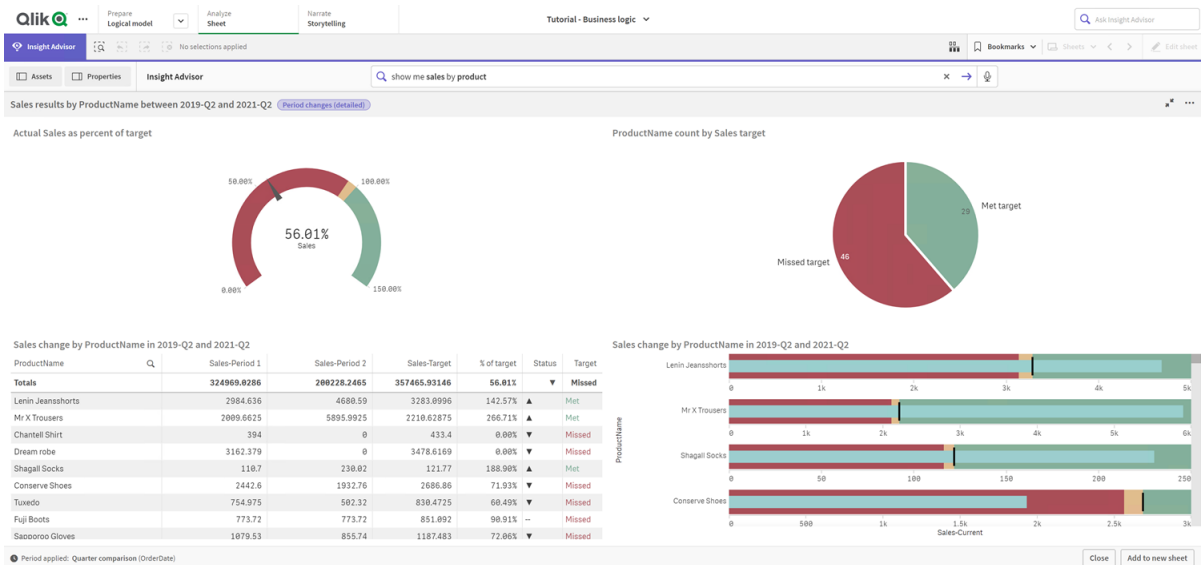 Qlik
Prepare
Logical model
Analyze
Sheet
Narrate
Storytelling
Tutorial - Business logic
Ask Insight Advisor
Insight Advisor
No selections applied
Bookmarks
Sheets
Edit sheet
Assets
Properties
Insight Advisor
show me sales by product
Sales results by ProductName between 2019-Q2 and 2021-Q2 Period changes (detailed)
Actual Sales as percent of target
50.00%
100.00%
56.01%
Sales
0.00%
150.00%
ProductName count by Sales target
29
Met target
46
Missed target
Sales change by ProductName in 2019-Q2 and 2021-Q2
ProductName Sales-Period 1 Sales-Period 2 Sales-Target % of target Status Target
Totals 324969.0286 200228.2465 357465.93146 56.01% ▼ Missed
Lenin Jeansshorts 2984.636 4680.59 3283.0996 142.57% ▲ Met
Mr X Trousers 2009.6625 5895.9925 2210.62875 266.71% ▲ Met
Chantell Shirt 394 0 433.4 0.00% ▼ Missed
Dream robe 3162.379 0 3478.6169 0.00% ▼ Missed
Shagall Socks 110.7 230.02 121.77 188.90% ▲ Met
Conserve Shoes 2442.6 1932.76 2686.86 71.93% ▼ Missed
Tuxedo 754.975 502.32 830.4725 60.49% ▼ Missed
Fuji Boots 773.72 773.72 851.092 90.91% – Missed
Sapporoo Gloves 1079.53 855.74 1187.483 72.06% ▼ Missed
Sales change by ProductName in 2019-Q2 and 2021-Q2
ProductName
Lenin Jeansshorts
0 1k 2k 3k 4k 5k
Mr X Trousers
0 1k 2k 3k 4k 5k 6k
Shagall Socks
0 50 100 150 200 250
Conserve Shoes
0 500 1k 1.5k 2k 2.5k 3k
Sales-Current
Period applied: Quarter comparison (OrderDate)
Close
Add to new sheet